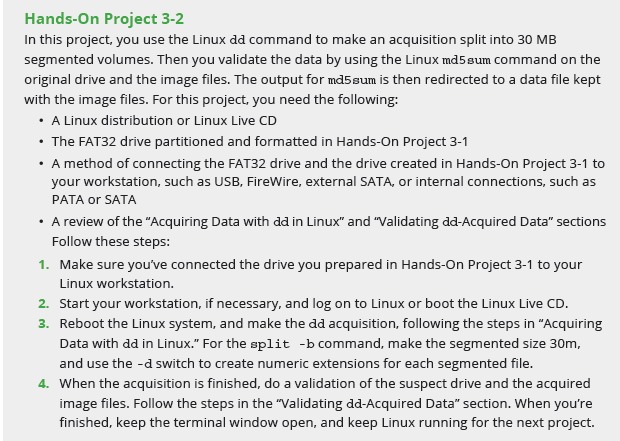 Hands-On Project 3-2
In this project, you use the Linux dd command to make an acquisition split into 30 MB
segmented volumes. Then you validate the data by using the Linux md5sum command on the
original drive and the image files. The output for md5sum is then redirected to a data file kept
with the image files. For this project, you need the following:
• A Linux distribution or Linux Live CD
• The FAT32 drive partitioned and formatted in Hands-On Project 3-1
• A method of connecting the FAT32 drive and the drive created in Hands-On Project 3-1 to
your workstation, such as USB, FireWire, external SATA, or internal connections, such as
PATA or SATA
• A review of the “Acquiring Data with dd in Linux” and “Validating dd-Acquired Data” sections
Follow these steps:
1. Make sure you’ve connected the drive you prepared in Hands-On Project 3-1 to your
Linux workstation.
2. Start your workstation, if necessary, and log on to Linux or boot the Linux Live CD.
3. Reboot the Linux system, and make the dd acquisition, following the steps in “Acquiring
Data with dd in Linux.” For the split -b command, make the segmented size 30m,
and use the -d switch to create numeric extensions for each segmented file.
4. When the acquisition is finished, do a validation of the suspect drive and the acquired
image files. Follow the steps in the “Validating dd-Acquired Data” section. When you’re
finished, keep the terminal window open, and keep Linux running for the next project.